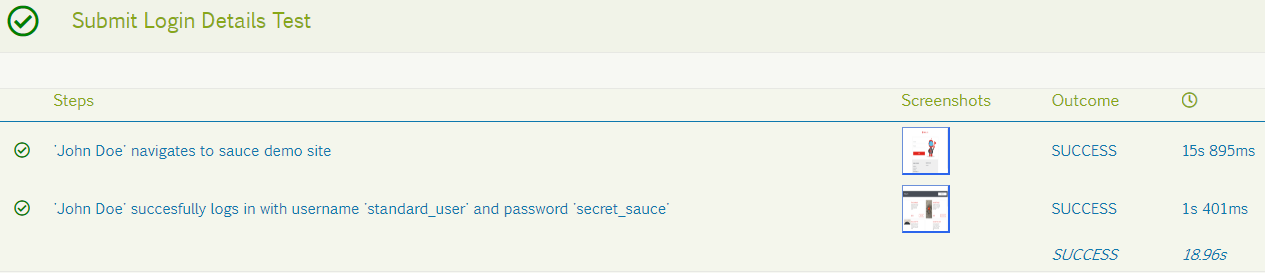 Submit Login Details Test
Steps Screenshots Outcome
'John Doe' navigates to sauce demo site SUCCESS 15s 895ms
'John Doe' succesfully logs in with username 'standard_user' and password 'secret_sauce' SUCCESS 1s 401ms
SUCCESS 18.96s